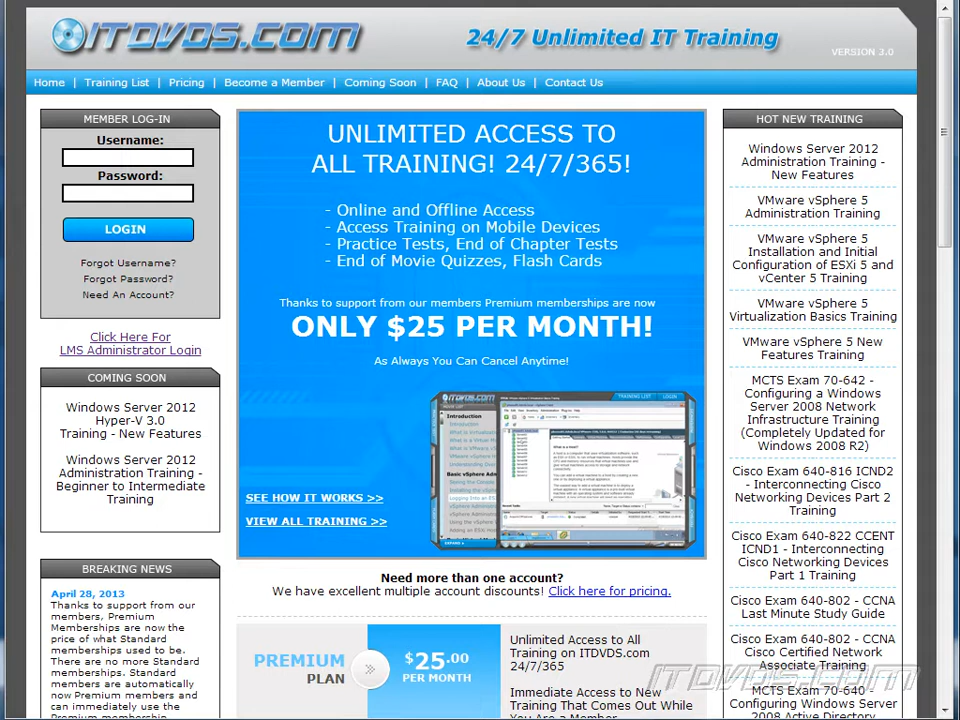 ITDVDS.COM
24/7 Unlimited IT Training
VERSION 3.0
Home | Training List | Pricing | Become a Member | Coming Soon | FAQ | About Us | Contact Us
MEMBER LOG-IN
Username:
Password:
LOGIN
Forgot Username?
Forgot Password?
Need An Account?
Click Here For
LMS Administrator Login
COMING SOON
Windows Server 2012
Hyper-V 3.0
Training - New Features
Windows Server 2012
Administration Training -
Beginner to Intermediate
Training
BREAKING NEWS
April 28, 2013
Thanks to support from our
members, Premium
Memberships are now the
price of what Standard
memberships used to be.
There are no more Standard
memberships. Standard
members are automatically
now Premium members and
can immediately use the
Premium membership
UNLIMITED ACCESS TO
ALL TRAINING! 24/7/365!
- Online and Offline Access
- Access Training on Mobile Devices
- Practice Tests, End of Chapter Tests
- End of Movie Quizzes, Flash Cards
Thanks to support from our members Premium memberships are now
ONLY $25 PER MONTH!
As Always You Can Cancel Anytime!
SEE HOW IT WORKS >>
VIEW ALL TRAINING >>
ITDVDS.COM
TRAINING LIST
LOGIN
Introduction
Need more than one account?
We have excellent multiple account discounts! Click here for pricing.
PREMIUM
PLAN
$25.00
PER MONTH
Unlimited Access to All
Training on ITDVDS.com
24/7/365
Immediate Access to New
Training That Comes Out While
You Are a Member
HOT NEW TRAINING
Windows Server 2012
Administration Training -
New Features
VMware vSphere 5
Administration Training
VMware vSphere 5
Installation and Initial
Configuration of ESXi 5 and
vCenter 5 Training
VMware vSphere 5
Virtualization Basics Training
VMware vSphere 5 New
Features Training
MCTS Exam 70-642 -
Configuring a Windows
Server 2008 Network
Infrastructure Training
(Completely Updated for
Windows 2008 R2)
Cisco Exam 640-816 ICND2
- Interconnecting Cisco
Networking Devices Part 2
Training
Cisco Exam 640-822 CCENT
ICND1 - Interconnecting
Cisco Networking Devices
Part 1 Training
Cisco Exam 640-802 - CCNA
Last Minute Study Guide
Cisco Exam 640-802 - CCNA
Cisco Certified Network
Associate Training
MCTS Exam 70-640 -
Configuring Windows Server
2008 Active Directory
ITDVDS.COM